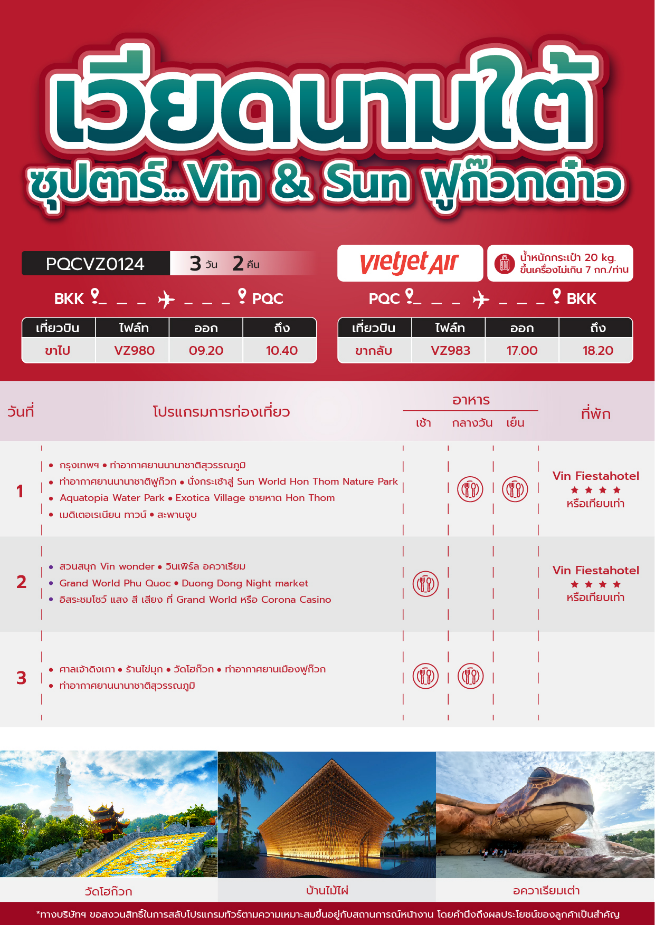 เวียดนามใต้
ซุปตาร์...Vin & Sun ฟูก๊วกด๋าว
PQCVZ0124 3 วัน 2 คืน
vietjet Air
น้ำหนักกระเป๋า 20 kg.
ขึ้นเครื่องไม่เกิน 7 กก./ท่าน
BKK PQC
PQC BKK
เที่ยวบิน ไฟล์ท ออก ถึง
ขาไป VZ980 09.20 10.40
เที่ยวบิน ไฟล์ท ออก ถึง
ขากลับ VZ983 17.00 18.20
วันที่ โปรแกรมการท่องเที่ยว อาหาร ที่พัก
เช้า กลางวัน เย็น
1
• กรุงเทพฯ • ท่าอากาศยานนานาชาติสุวรรณภูมิ
• ท่าอากาศยานนานาชาติฟูก๊วก • นั่งกระเช้าสู่ Sun World Hon Thom Nature Park
• Aquatopia Water Park • Exotica Village ชายหาด Hon Thom
• เมดิเตอเรเนียน ทาวน์ • สะพานจูบ
Vin Fiestahotel
★ ★ ★ ★
หรือเทียบเท่า
2
• สวนสนุก Vin wonder • วินเพิร์ล อควาเรียม
• Grand World Phu Quoc • Duong Dong Night market
• อิสระชมโชว์ แสง สี เสียง ที่ Grand World หรือ Corona Casino
Vin Fiestahotel
★ ★ ★ ★
หรือเทียบเท่า
3
• ศาลเจ้าดิงเกา • ร้านไข่มุก • วัดโฮก๊วก • ท่าอากาศยานเมืองฟูก๊วก
• ท่าอากาศยานนานาชาติสุวรรณภูมิ
วัดโฮก๊วก
บ้านไม้ไผ่
อควาเรียมเต่า
*ทางบริษัทฯ ขอสงวนสิทธิ์ในการสลับโปรแกรมทัวร์ตามความเหมาะสมขึ้นอยู่กับสถานการณ์หน้างาน โดยคำนึงถึงผลประโยชน์ของลูกค้าเป็นสำคัญ